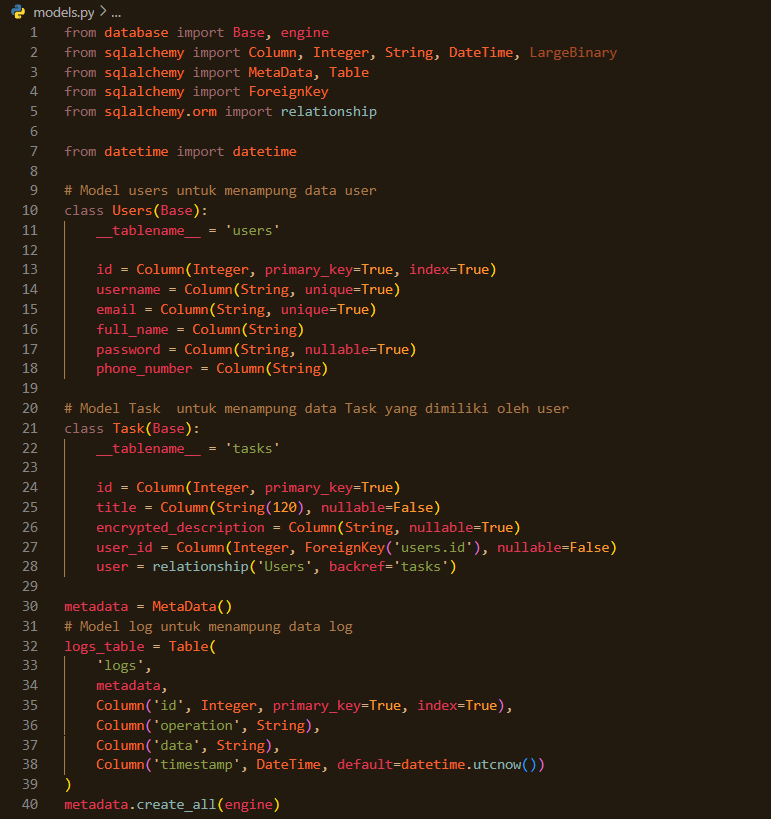 models.py > ...
1 from database import Base, engine
2 from sqlalchemy import Column, Integer, String, DateTime, LargeBinary
3 from sqlalchemy import MetaData, Table
4 from sqlalchemy import ForeignKey
5 from sqlalchemy.orm import relationship
6
7 from datetime import datetime
8
9 # Model users untuk menampung data user
10 class Users(Base):
11     __tablename__ = 'users'
12
13     id = Column(Integer, primary_key=True, index=True)
14     username = Column(String, unique=True)
15     email = Column(String, unique=True)
16     full_name = Column(String)
17     password = Column(String, nullable=True)
18     phone_number = Column(String)
19
20 # Model Task  untuk menampung data Task yang dimiliki oleh user
21 class Task(Base):
22     __tablename__ = 'tasks'
23
24     id = Column(Integer, primary_key=True)
25     title = Column(String(120), nullable=False)
26     encrypted_description = Column(String, nullable=True)
27     user_id = Column(Integer, ForeignKey('users.id'), nullable=False)
28     user = relationship('Users', backref='tasks')
29
30 metadata = MetaData()
31 # Model log untuk menampung data log
32 logs_table = Table(
33     'logs',
34     metadata,
35     Column('id', Integer, primary_key=True, index=True),
36     Column('operation', String),
37     Column('data', String),
38     Column('timestamp', DateTime, default=datetime.utcnow())
39 )
40 metadata.create_all(engine)